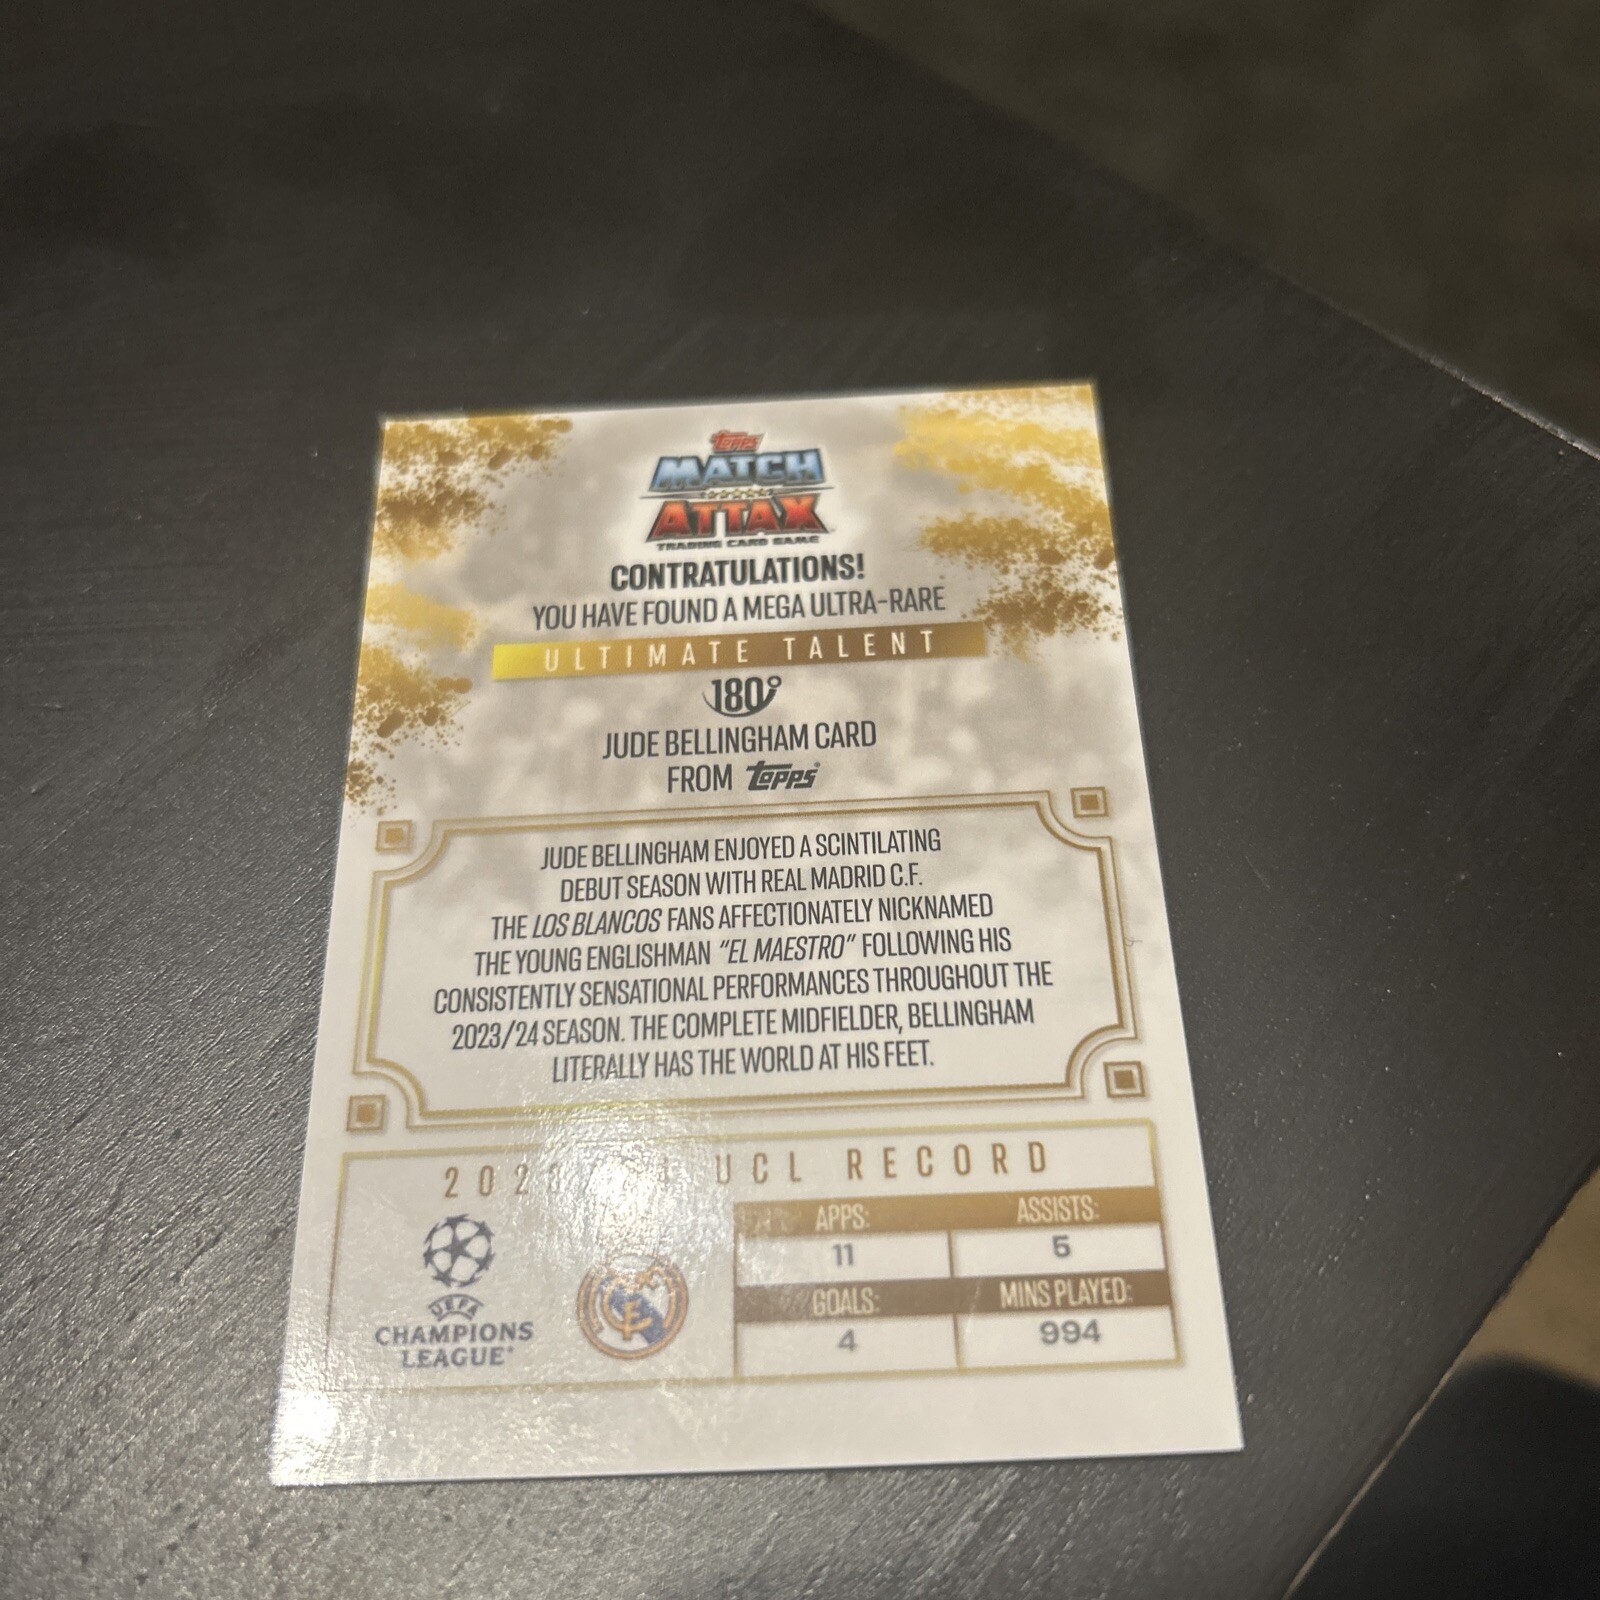 Topps
MATCH
ATTAX
TRADING CARD GAME
CONTRATULATIONS!
YOU HAVE FOUND A MEGA ULTRA-RARE
ULTIMATE TALENT
180°
JUDE BELLINGHAM CARD
FROM Topps
JUDE BELLINGHAM ENJOYED A SCINTILATING
DEBUT SEASON WITH REAL MADRID C.F.
THE LOS BLANCOS FANS AFFECTIONATELY NICKNAMED
THE YOUNG ENGLISHMAN "EL MAESTRO" FOLLOWING HIS
CONSISTENTLY SENSATIONAL PERFORMANCES THROUGHOUT THE
2023/24 SEASON. THE COMPLETE MIDFIELDER, BELLINGHAM
LITERALLY HAS THE WORLD AT HIS FEET.
UCL RECORD
APPS: ASSISTS:
11 5
GOALS: MINS PLAYED:
4 994
UEFA
CHAMPIONS
LEAGUE